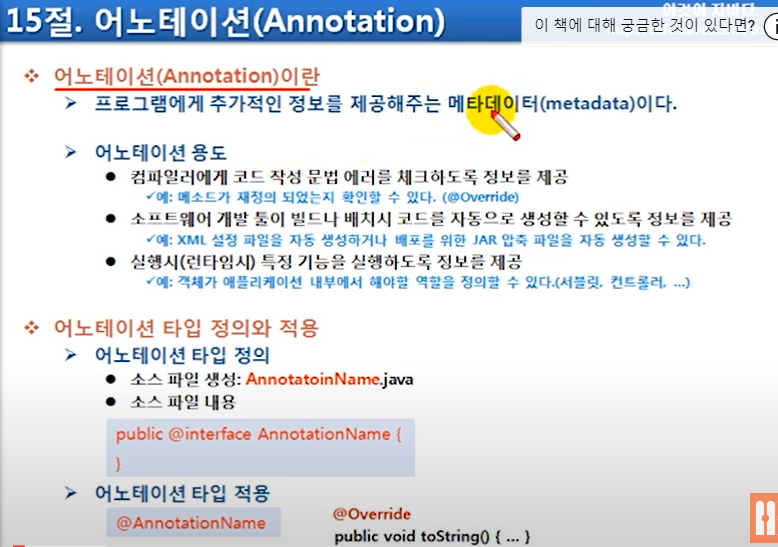 15절. 어노테이션(Annotation)
이 책에 대해 궁금한 것이 있다면?
어노테이션(Annotation)이란
프로그램에게 추가적인 정보를 제공해주는 메타데이터(metadata)이다.
어노테이션 용도
컴파일러에게 코드 작성 문법 에러를 체크하도록 정보를 제공
예: 메소드가 재정의 되었는지 확인할 수 있다. (@Override)
소프트웨어 개발 툴이 빌드나 배치시 코드를 자동으로 생성할 수 있도록 정보를 제공
예: XML 설정 파일을 자동 생성하거나 배포를 위한 JAR 압축 파일을 자동 생성할 수 있다.
실행시(런타임시) 특정 기능을 실행하도록 정보를 제공
예: 객체가 애플리케이션 내부에서 해야할 역할을 정의할 수 있다.(서블릿, 컨트롤러, ...)
어노테이션 타입 정의와 적용
어노테이션 타입 정의
소스 파일 생성: AnnotatoinName.java
소스 파일 내용
public @interface AnnotationName {
}
어노테이션 타입 적용
@AnnotationName
@Override
public void toString() { ... }